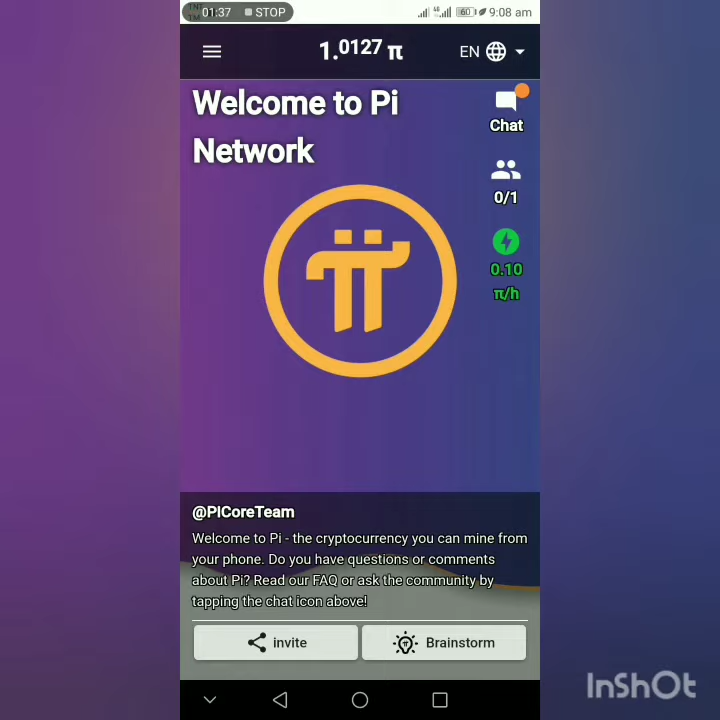 01:37 STOP 60 9:08 am
1.0127 π EN
Welcome to Pi
Network
Chat
0/1
0.10
π/h
@PiCoreTeam
Welcome to Pi - the cryptocurrency you can mine from
your phone. Do you have questions or comments
about Pi? Read our FAQ or ask the community by
tapping the chat icon above!
invite Brainstorm
InShOt